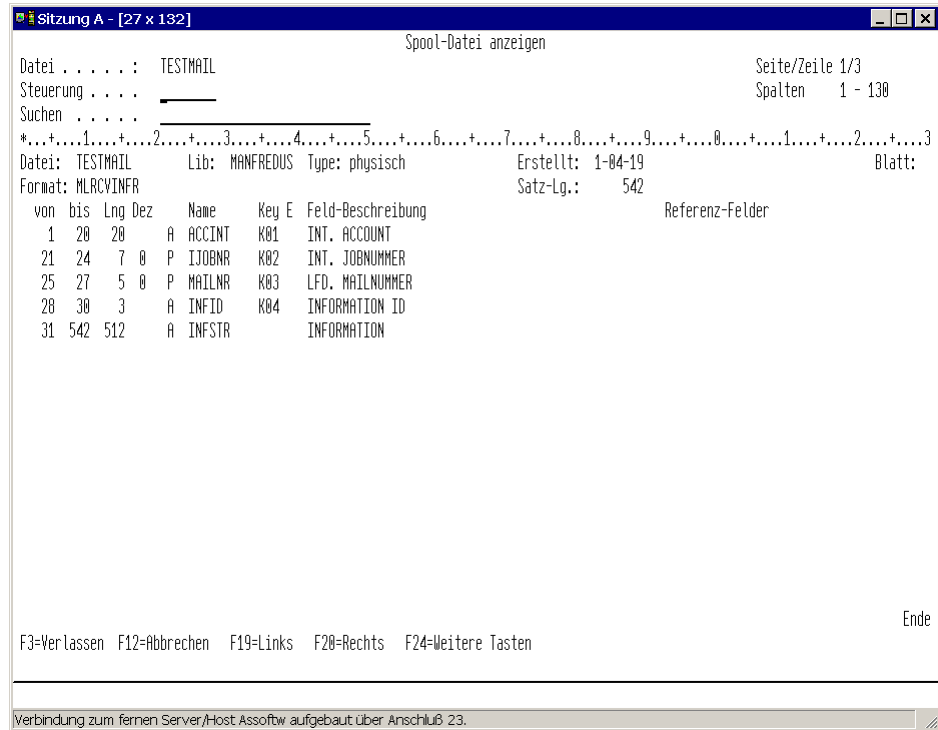 Sitzung A - [27 x 132]
Spool-Datei anzeigen
Datei . . . . . : TESTMAIL Seite/Zeile 1/3
Steuerung . . . . Spalten 1 - 130
Suchen . . . . .
*...+....1....+....2....+....3....+....4....+....5....+....6....+....7....+....8....+....9....+....0....+....1....+....2....+....3
Datei: TESTMAIL Lib: MANFREDUS Type: physisch Erstellt: 1-04-19 Blatt:
Format: MLRCVINFR Satz-Lg.: 542
von bis Lng Dez Name Key E Feld-Beschreibung Referenz-Felder
1 20 20 A ACCINT K01 INT. ACCOUNT
21 24 7 0 P IJOBNR K02 INT. JOBNUMMER
25 27 5 0 P MAILNR K03 LFD. MAILNUMMER
28 30 3 A INFID K04 INFORMATION ID
31 542 512 A INFSTR INFORMATION
Ende
F3=Verlassen F12=Abbrechen F19=Links F20=Rechts F24=Weitere Tasten
Verbindung zum fernen Server/Host Assoftw aufgebaut über Anschluß 23.